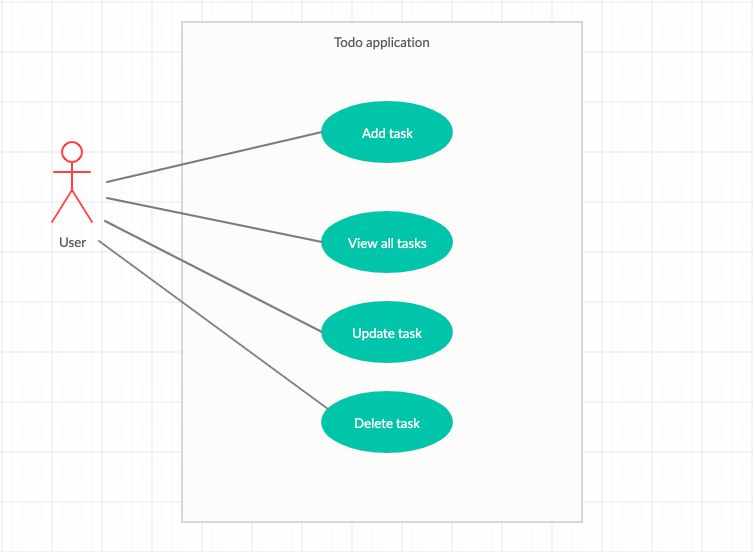 Todo application
Add task
User
View all tasks
Update task
Delete task